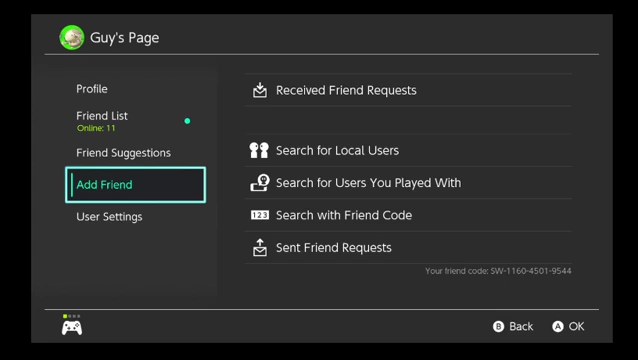 Guy's Page
Profile
Friend List
Online: 11
Friend Suggestions
Add Friend
User Settings
Received Friend Requests
Search for Local Users
Search for Users You Played With
123 Search with Friend Code
Sent Friend Requests
Your friend code: SW-1160-4501-9544
B Back A OK